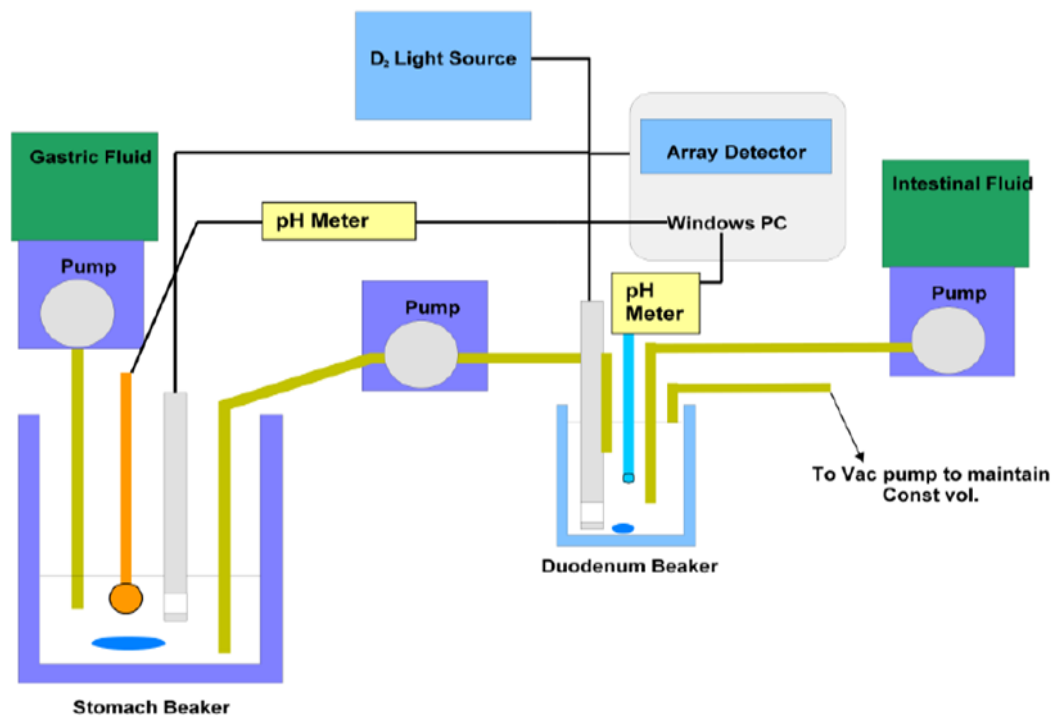 D₂ Light Source
Gastric Fluid
Array Detector
Intestinal Fluid
pH Meter
Windows PC
Pump
pH
Meter
Pump
Pump
To Vac pump to maintain
Const vol.
Duodenum Beaker
Stomach Beaker